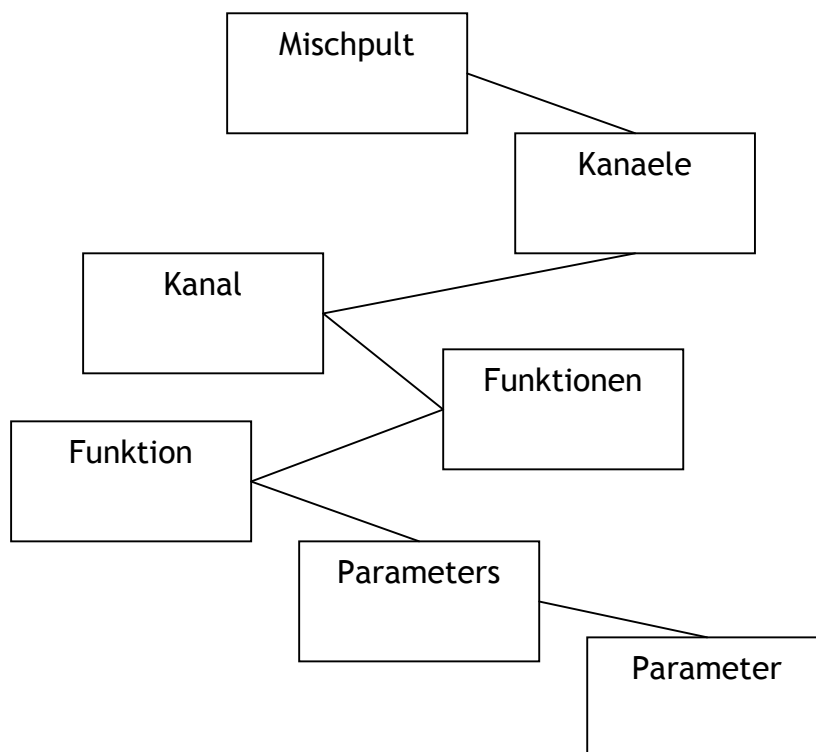 Mischpult
Kanaele
Kanal
Funktionen
Funktion
Parameters
Parameter